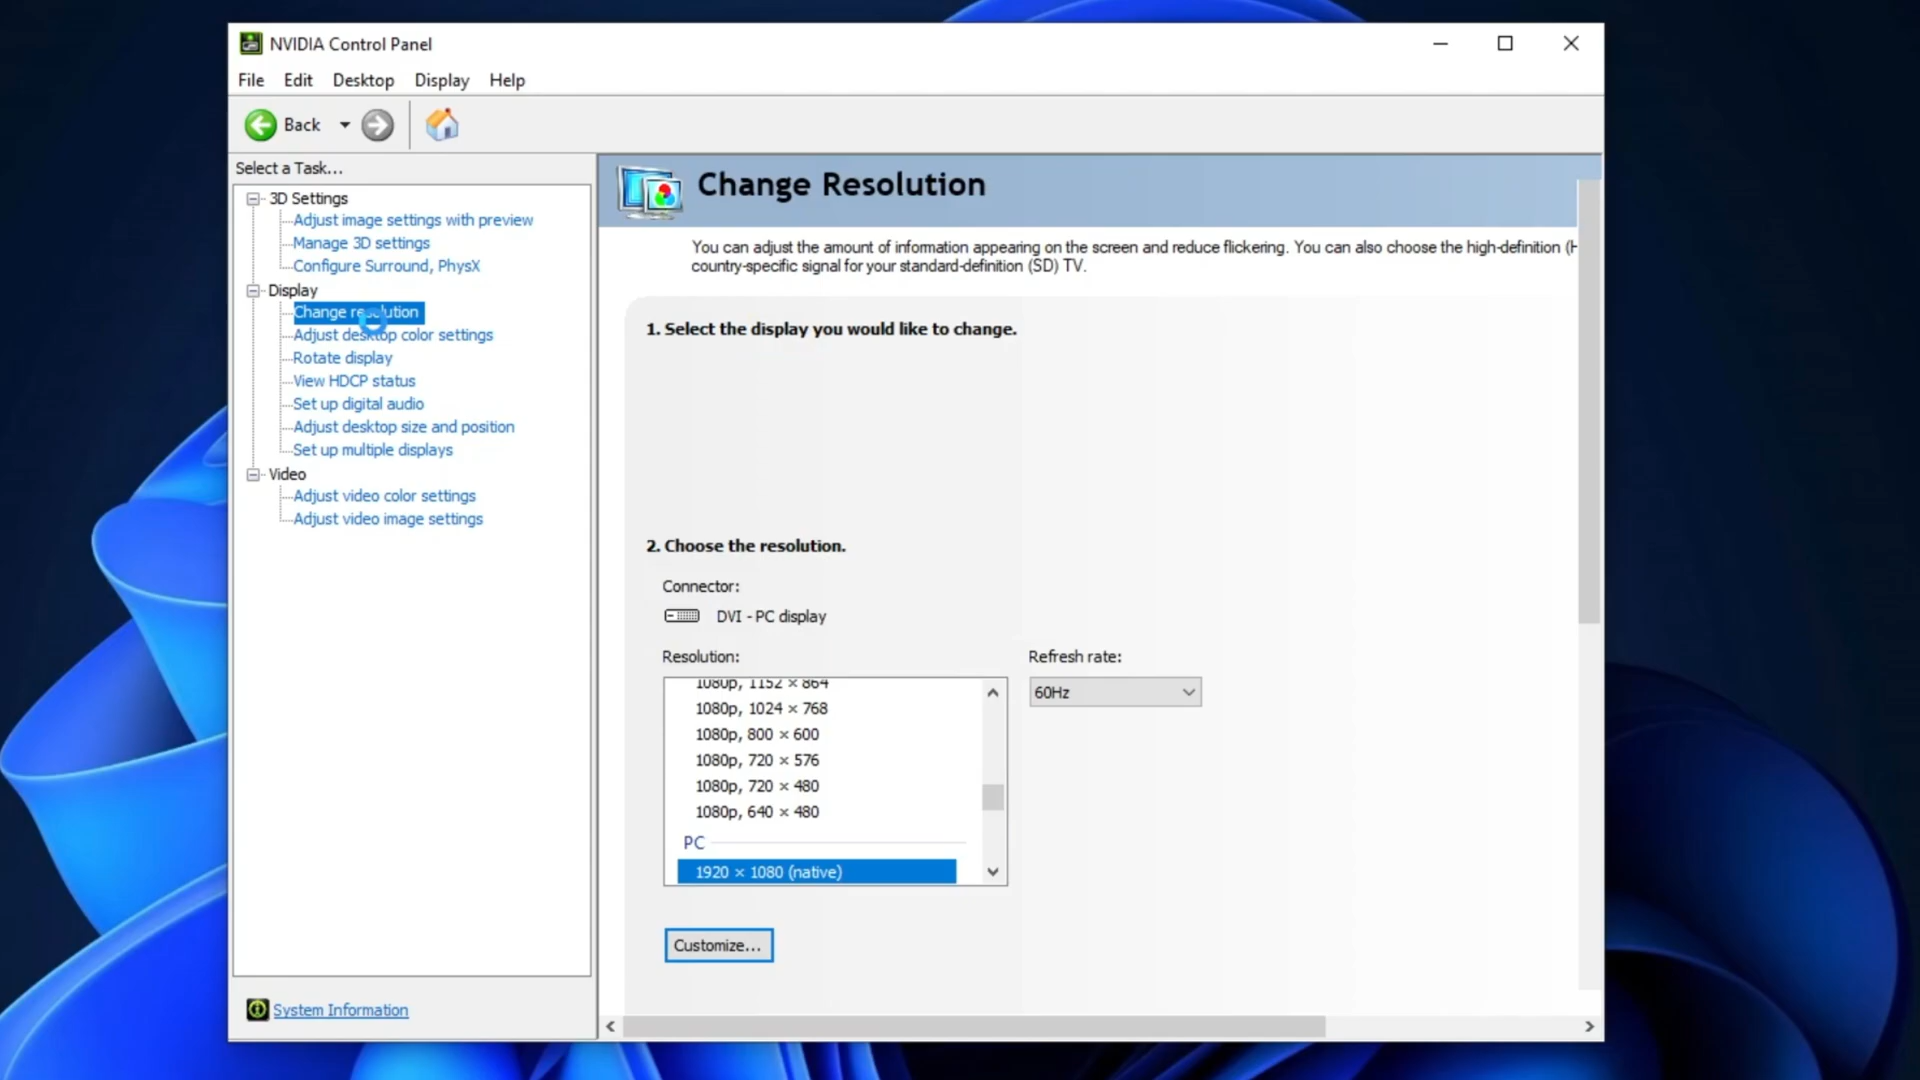 NVIDIA Control Panel
File Edit Desktop Display Help
Back
Select a Task...
3D Settings
Adjust image settings with preview
Manage 3D settings
Configure Surround, PhysX
Display
Change resolution
Adjust desktop color settings
Rotate display
View HDCP status
Set up digital audio
Adjust desktop size and position
Set up multiple displays
Video
Adjust video color settings
Adjust video image settings
System Information
Change Resolution
You can adjust the amount of information appearing on the screen and reduce flickering. You can also choose the high-definition (H
country-specific signal for your standard-definition (SD) TV.
1. Select the display you would like to change.
2. Choose the resolution.
Connector:
DVI - PC display
Resolution:
1080p, 1152 × 864
1080p, 1024 × 768
1080p, 800 × 600
1080p, 720 × 576
1080p, 720 × 480
1080p, 640 × 480
PC
1920 × 1080 (native)
Refresh rate:
60Hz
Customize...